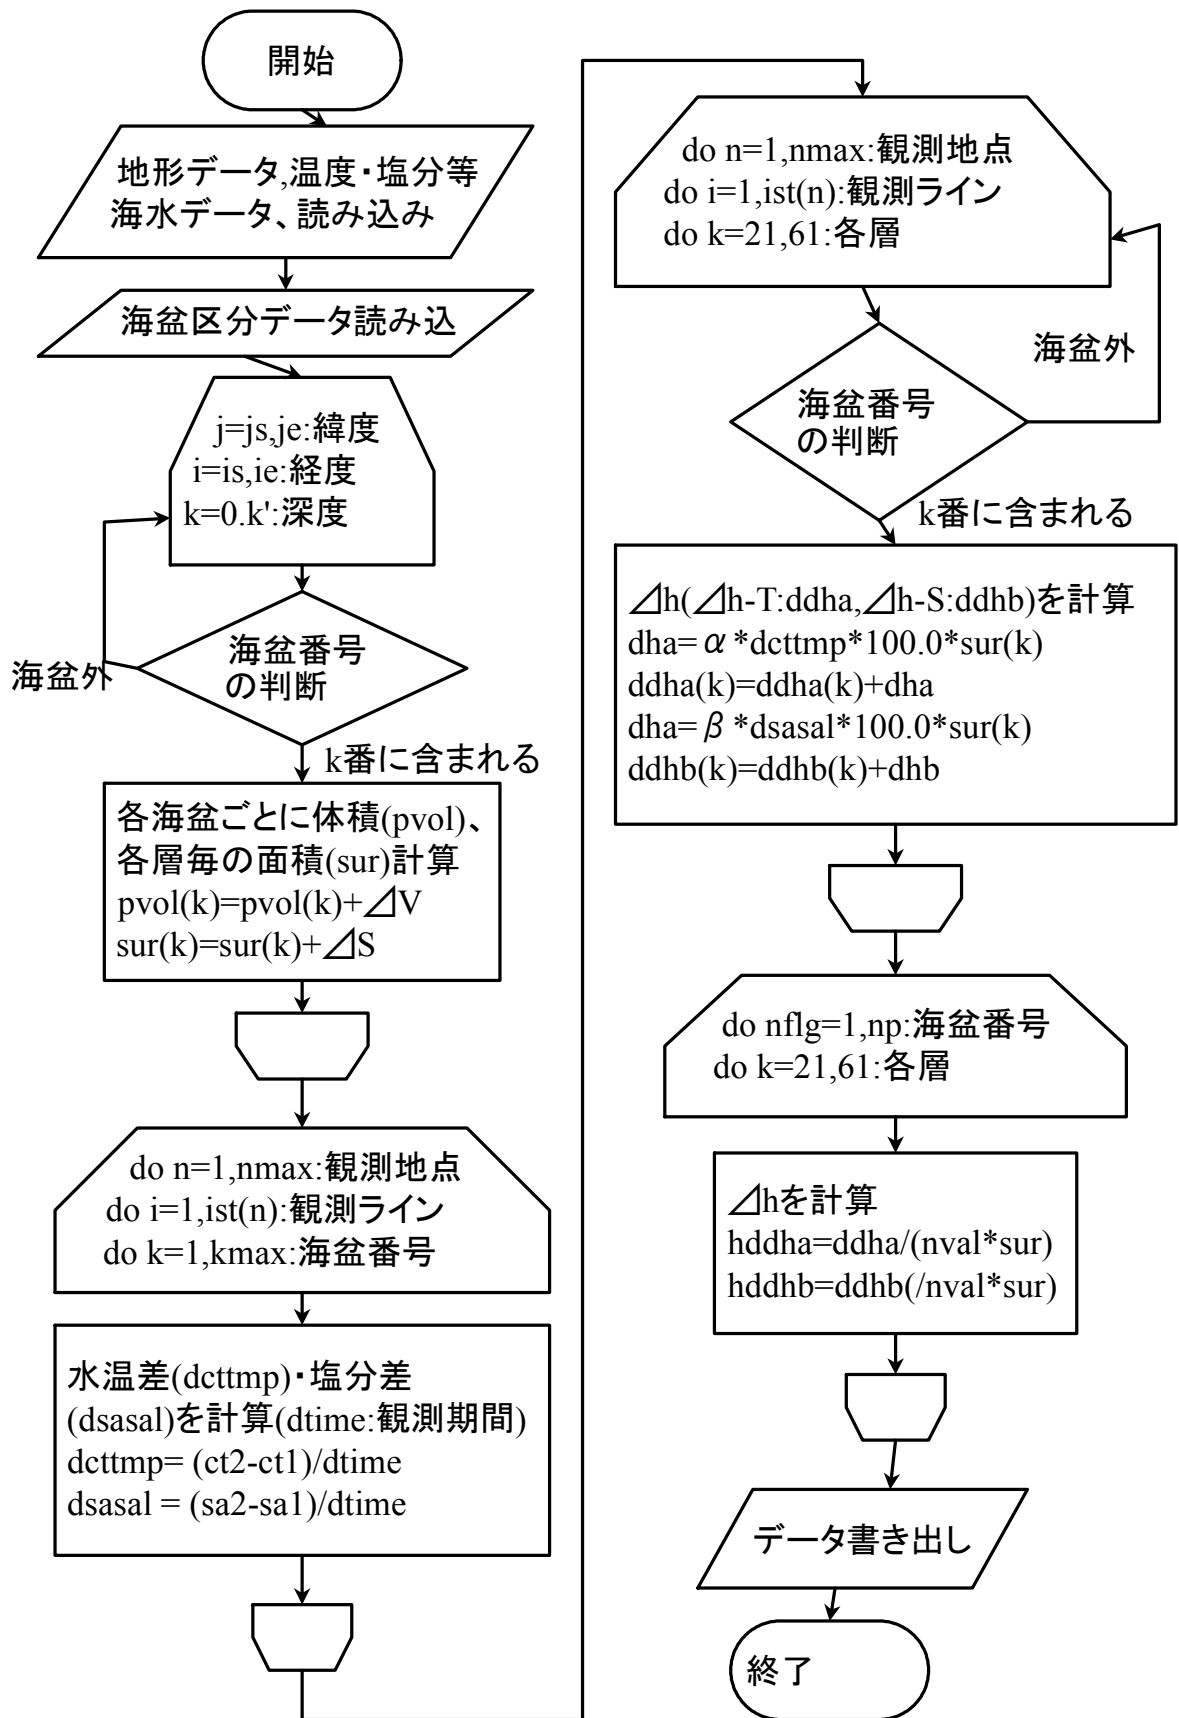 開始
地形データ,温度・塩分等
海水データ、読み込み
海盆区分データ読み込
j=js,je:緯度
i=is,ie:経度
k=0.k':深度
海盆番号
の判断
海盆外
k番に含まれる
各海盆ごとに体積(pvol)、
各層毎の面積(sur)計算
pvol(k)=pvol(k)+⊿V
sur(k)=sur(k)+⊿S
do n=1,nmax:観測地点
do i=1,ist(n):観測ライン
do k=1,kmax:海盆番号
水温差(dcttmp)・塩分差
(dsasal)を計算(dtime:観測期間)
dcttmp= (ct2-ct1)/dtime
dsasal = (sa2-sa1)/dtime
do n=1,nmax:観測地点
do i=1,ist(n):観測ライン
do k=21,61:各層
海盆番号
の判断
海盆外
k番に含まれる
⊿h(⊿h-T:ddha,⊿h-S:ddhb)を計算
dha=α*dcttmp*100.0*sur(k)
ddha(k)=ddha(k)+dha
dha=β*dsasal*100.0*sur(k)
ddhb(k)=ddhb(k)+dhb
do nflg=1,np:海盆番号
do k=21,61:各層
⊿hを計算
hddha=ddha/(nval*sur)
hddhb=ddhb(/nval*sur)
データ書き出し
終了